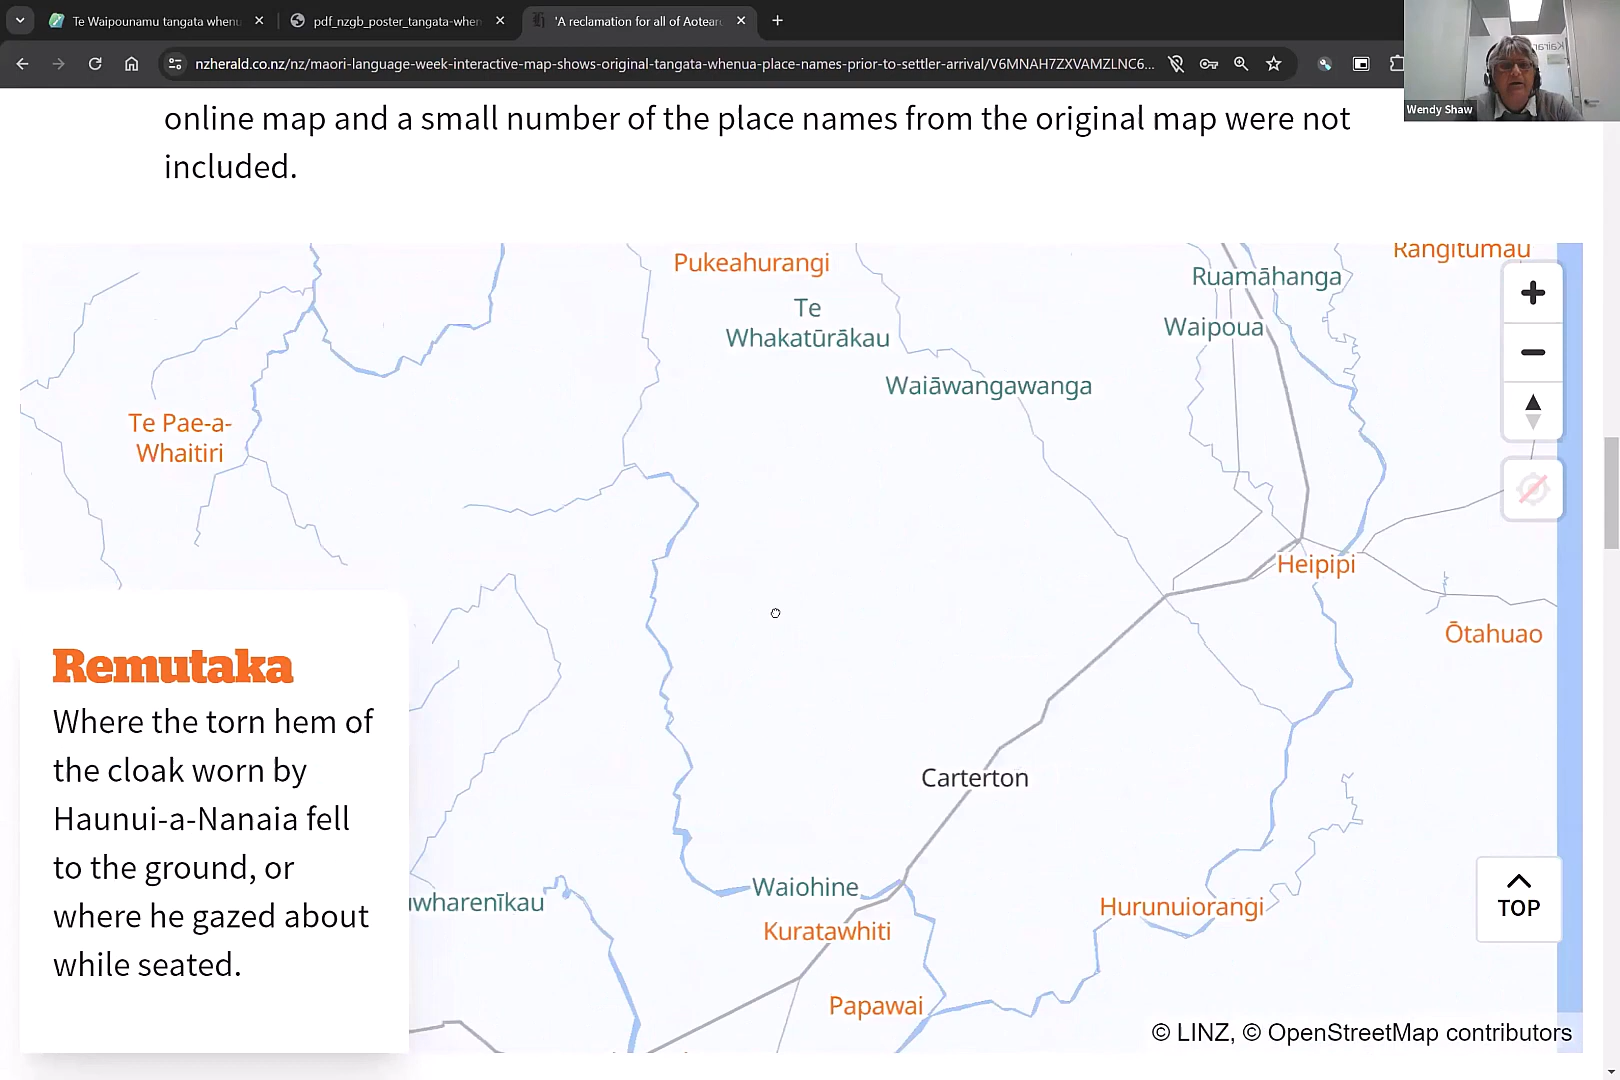 Te Waipounamu tangata whenu
pdf_nzgb_poster_tangata-when
'A reclamation for all of Aotear
nzherald.co.nz/nz/maori-language-week-interactive-map-shows-original-tangata-whenua-place-names-prior-to-settler-arrival/V6MNAH7ZXVAMZLNC6...
Wendy Shaw
online map and a small number of the place names from the original map were not
included.
Pukeahurangi
Rangitumau
Ruamāhanga
Te
Whakatūrākau
Waipoua
Waiāwangawanga
Te Pae-a-
Whaitiri
Heipipi
Ōtahuao
Remutaka
Where the torn hem of
the cloak worn by
Haunui-a-Nanaia fell
to the ground, or
where he gazed about
while seated.
Carterton
Waiohine
wharenīkau
Kuratawhiti
Hurunuiorangi
TOP
Papawai
© LINZ, © OpenStreetMap contributors